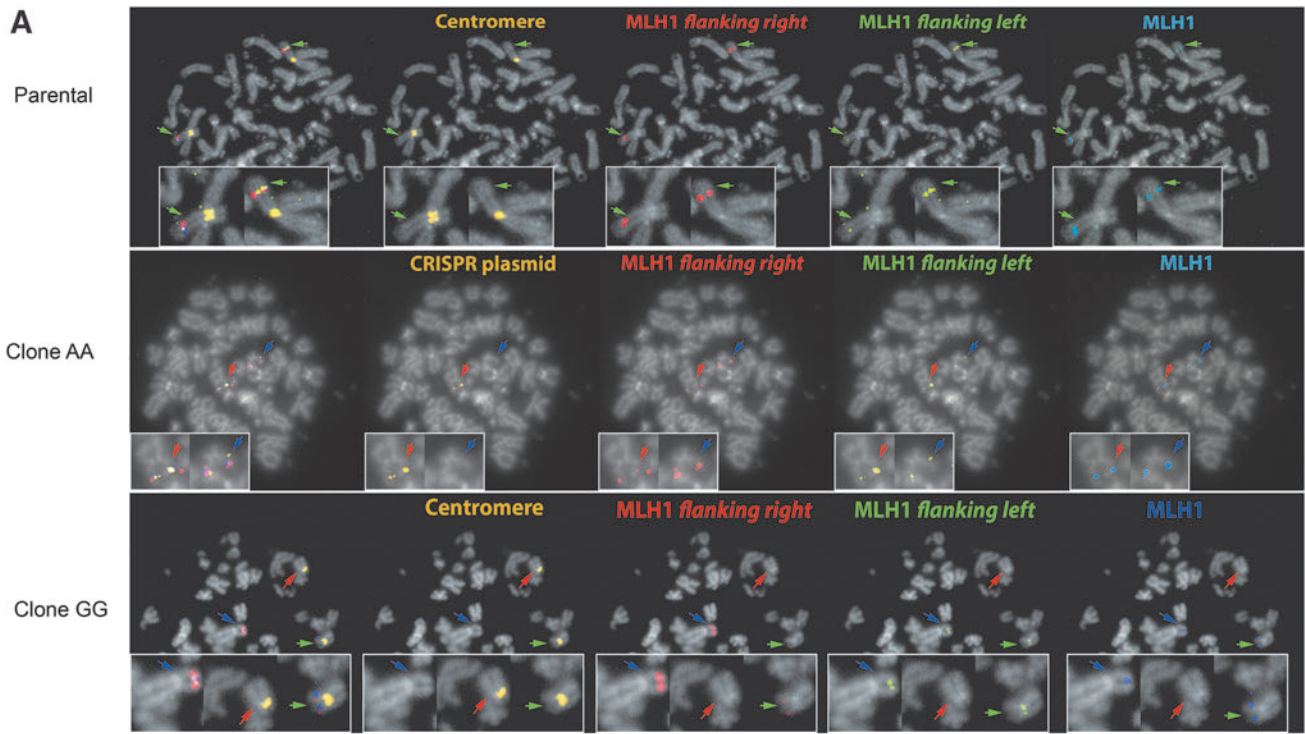 A
Centromere MLH1 flanking right MLH1 flanking left MLH1
Parental
CRISPR plasmid MLH1 flanking right MLH1 flanking left MLH1
Clone AA
Centromere MLH1 flanking right MLH1 flanking left MLH1
Clone GG